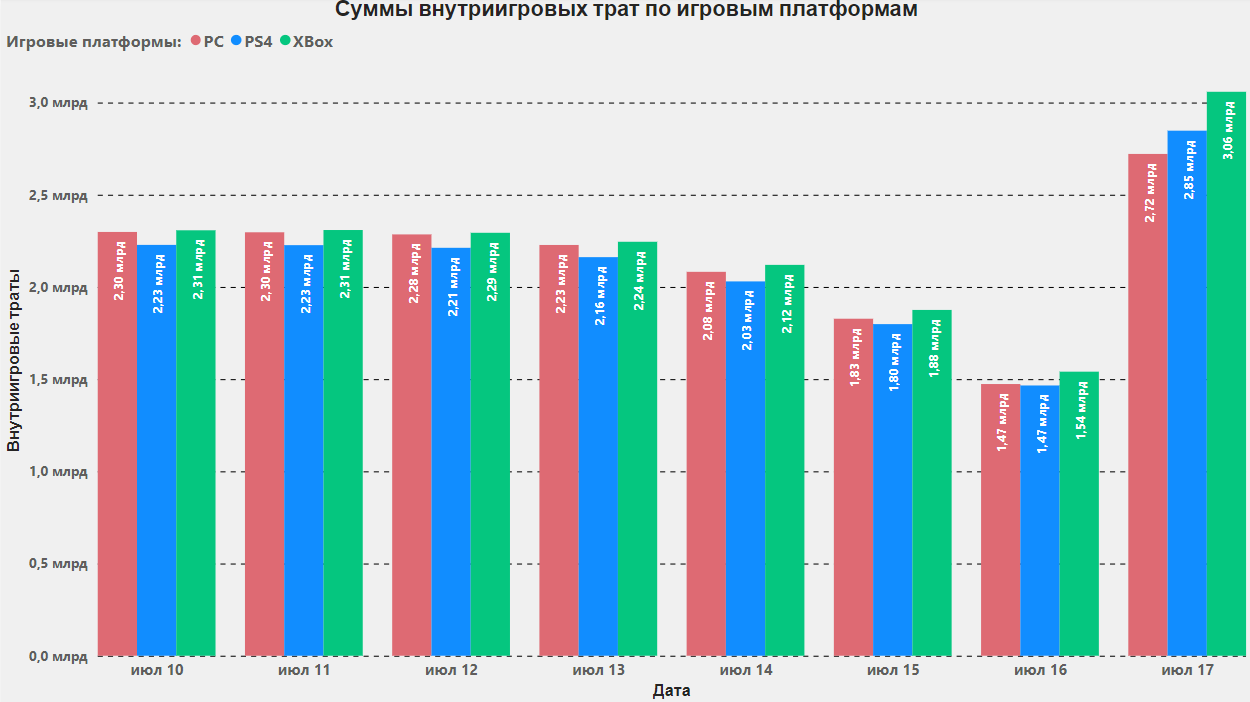 Суммы внутриигровых трат по игровым платформам
Игровые платформы: PC PS4 XBox
Внутриигровые траты
3,0 млрд
2,5 млрд
2,0 млрд
1,5 млрд
1,0 млрд
0,5 млрд
0,0 млрд
2,30 млрд
2,23 млрд
2,31 млрд
2,30 млрд
2,23 млрд
2,31 млрд
2,28 млрд
2,21 млрд
2,29 млрд
2,23 млрд
2,16 млрд
2,24 млрд
2,08 млрд
2,03 млрд
2,12 млрд
1,83 млрд
1,80 млрд
1,88 млрд
1,47 млрд
1,47 млрд
1,54 млрд
2,72 млрд
2,85 млрд
3,06 млрд
июл 10 июл 11 июл 12 июл 13 июл 14 июл 15 июл 16 июл 17
Дата